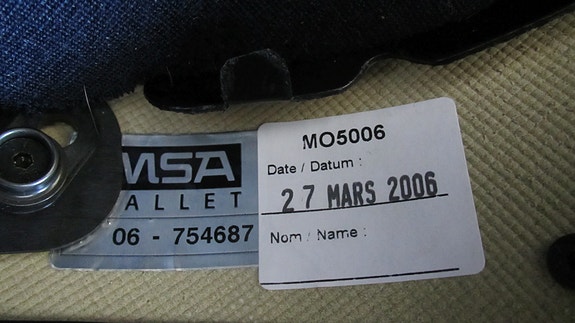 MSA
ALLET
06 - 754687
MO5006
Date / Datum :
27 MARS 2006
Nom / Name :